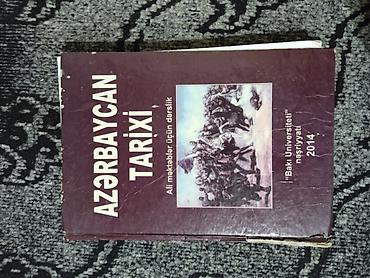 AZƏRBAYCAN
TARİXİ
Ali məktəblər üçün dərslik
"Bakı Universiteti"
nəşriyyatı
2014